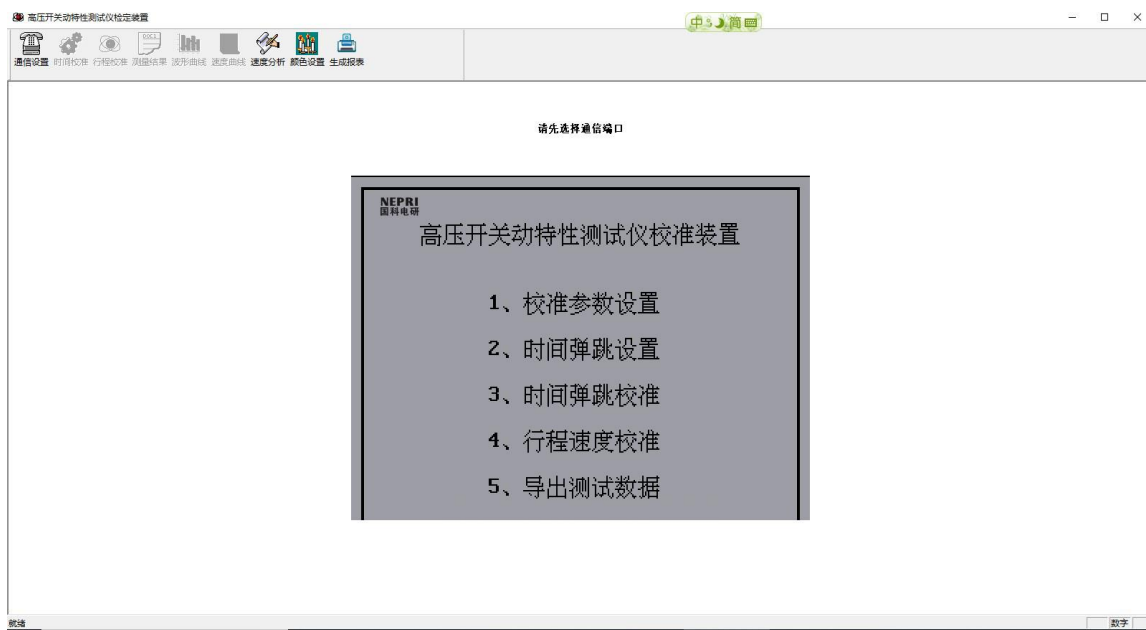 高压开关动特性测试仪检定装置
中 简
通信设置 时间校准 行程校准 测量结果 波形曲线 速度曲线 速度分析 颜色设置 生成报表
请先选择通信端口
NEPRI
国科电研
高压开关动特性测试仪校准装置
1、校准参数设置
2、时间弹跳设置
3、时间弹跳校准
4、行程速度校准
5、导出测试数据
就绪 数字